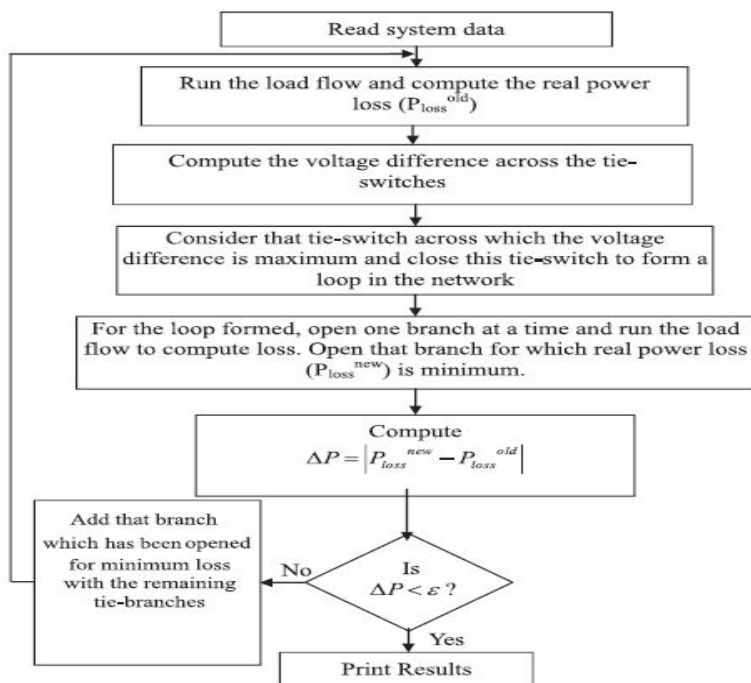 Read system data
Run the load flow and compute the real power
loss (P_loss^old)
Compute the voltage difference across the tie-
switches
Consider that tie-switch across which the voltage
difference is maximum and close this tie-switch to form a
loop in the network
For the loop formed, open one branch at a time and run the load
flow to compute loss. Open that branch for which real power loss
(P_loss^new) is minimum.
Compute
ΔP = |P_loss^new − P_loss^old|
Add that branch
which has been opened
for minimum loss
with the remaining
tie-branches
No
Is
ΔP < ε ?
Yes
Print Results